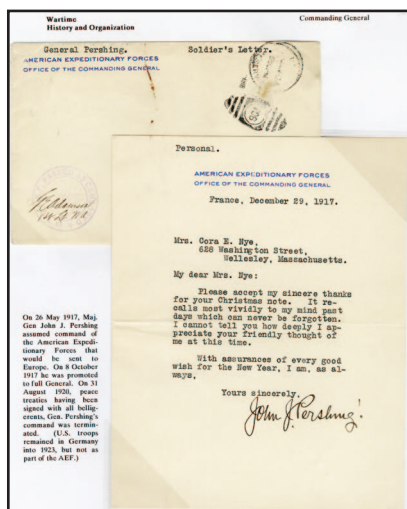 Wartime
History and Organization
Commanding General
General Pershing.
Soldier's Letter.
AMERICAN EXPEDITIONARY FORCES
OFFICE OF THE COMMANDING GENERAL
Personal.
AMERICAN EXPEDITIONARY FORCES
OFFICE OF THE COMMANDING GENERAL
France, December 29, 1917.
Mrs. Cora E. Nye,
628 Washington Street,
Wellesley, Massachusetts.
My dear Mrs. Nye:
Please accept my sincere thanks
for your Christmas note. It re-
calls most vividly to my mind past
days which can never be forgotten.
I cannot tell you how deeply I ap-
preciate your friendly thought of
me at this time.
With assurances of every good
wish for the New Year, I am, as al-
ways,
Yours sincerely,
John J. Pershing.
On 26 May 1917, Maj.
Gen John J. Pershing
assumed command of
the American Expedi-
tionary Forces that
would be sent to
Europe. On 8 October
1917 he was promoted
to full General. On 31
August 1920, peace
treaties having been
signed with all bellig-
erents, Gen. Pershing's
command was termin-
ated. (U.S. troops
remained in Germany
into 1923, but not as
part of the AEF.)